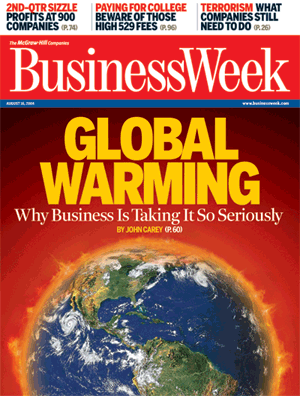 2ND-QTR SIZZLE
PROFITS AT 900
COMPANIES (P.74)
PAYING FOR COLLEGE
BEWARE OF THOSE
HIGH 529 FEES (P.96)
TERRORISM WHAT
COMPANIES STILL
NEED TO DO (P.26)
The McGraw-Hill Companies
BusinessWeek
AUGUST 16, 2004
www.businessweek.com
GLOBAL
WARMING
Why Business Is Taking It So Seriously
BY JOHN CAREY (P.60)